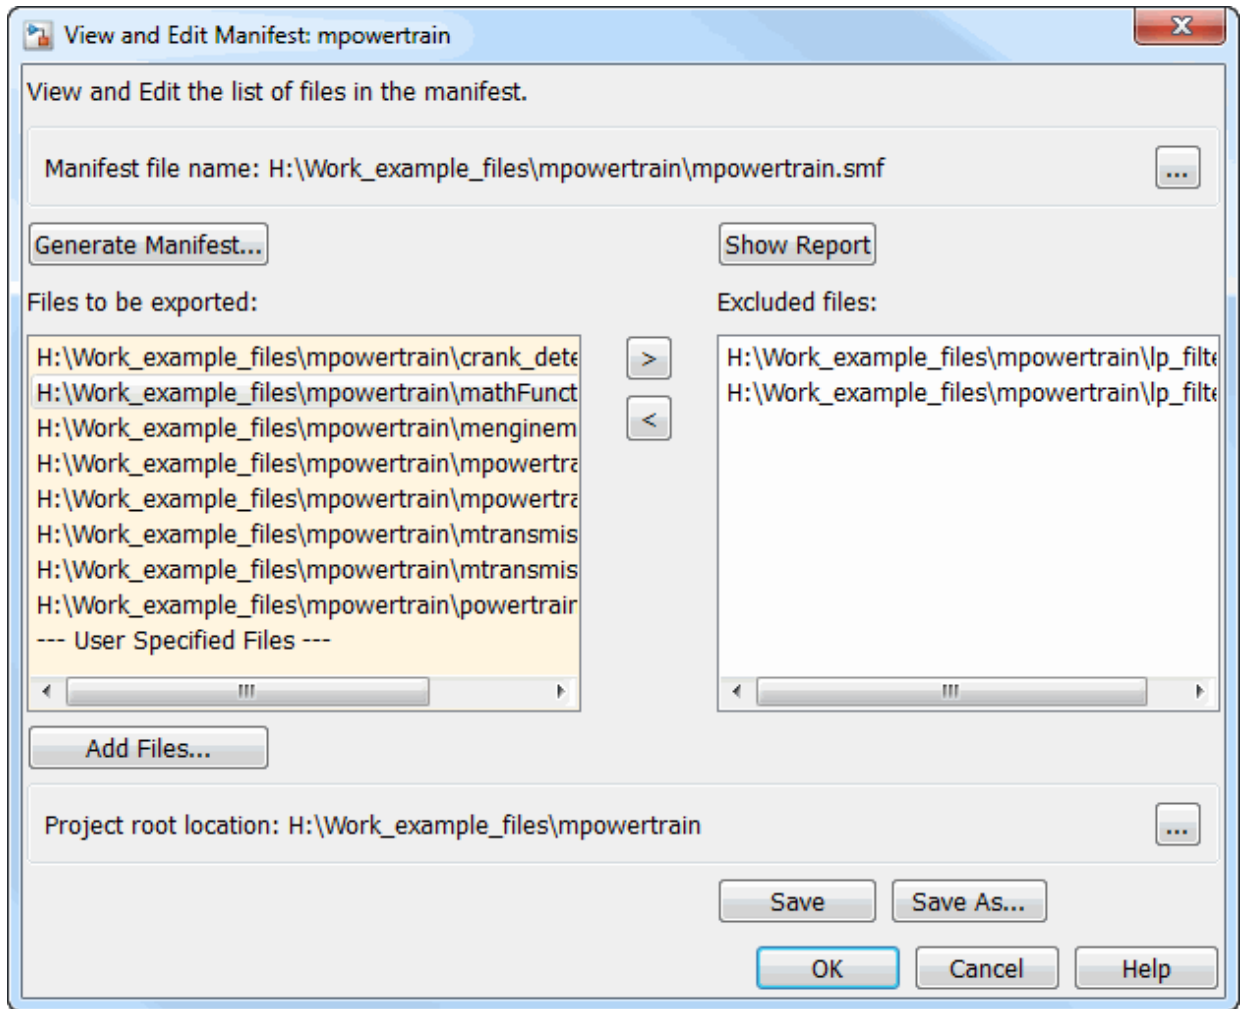 View and Edit Manifest: mpowertrain
View and Edit the list of files in the manifest.
Manifest file name: H:\Work_example_files\mpowertrain\mpowertrain.smf
...
Generate Manifest...
Show Report
Files to be exported:
Excluded files:
H:\Work_example_files\mpowertrain\crank_dete
H:\Work_example_files\mpowertrain\mathFunct
H:\Work_example_files\mpowertrain\menginem
H:\Work_example_files\mpowertrain\mpowertra
H:\Work_example_files\mpowertrain\mpowertra
H:\Work_example_files\mpowertrain\mtransmis
H:\Work_example_files\mpowertrain\mtransmis
H:\Work_example_files\mpowertrain\powertrain
--- User Specified Files ---
>
<
H:\Work_example_files\mpowertrain\lp_filte
H:\Work_example_files\mpowertrain\lp_filte
Add Files...
Project root location: H:\Work_example_files\mpowertrain
...
Save
Save As...
OK
Cancel
Help